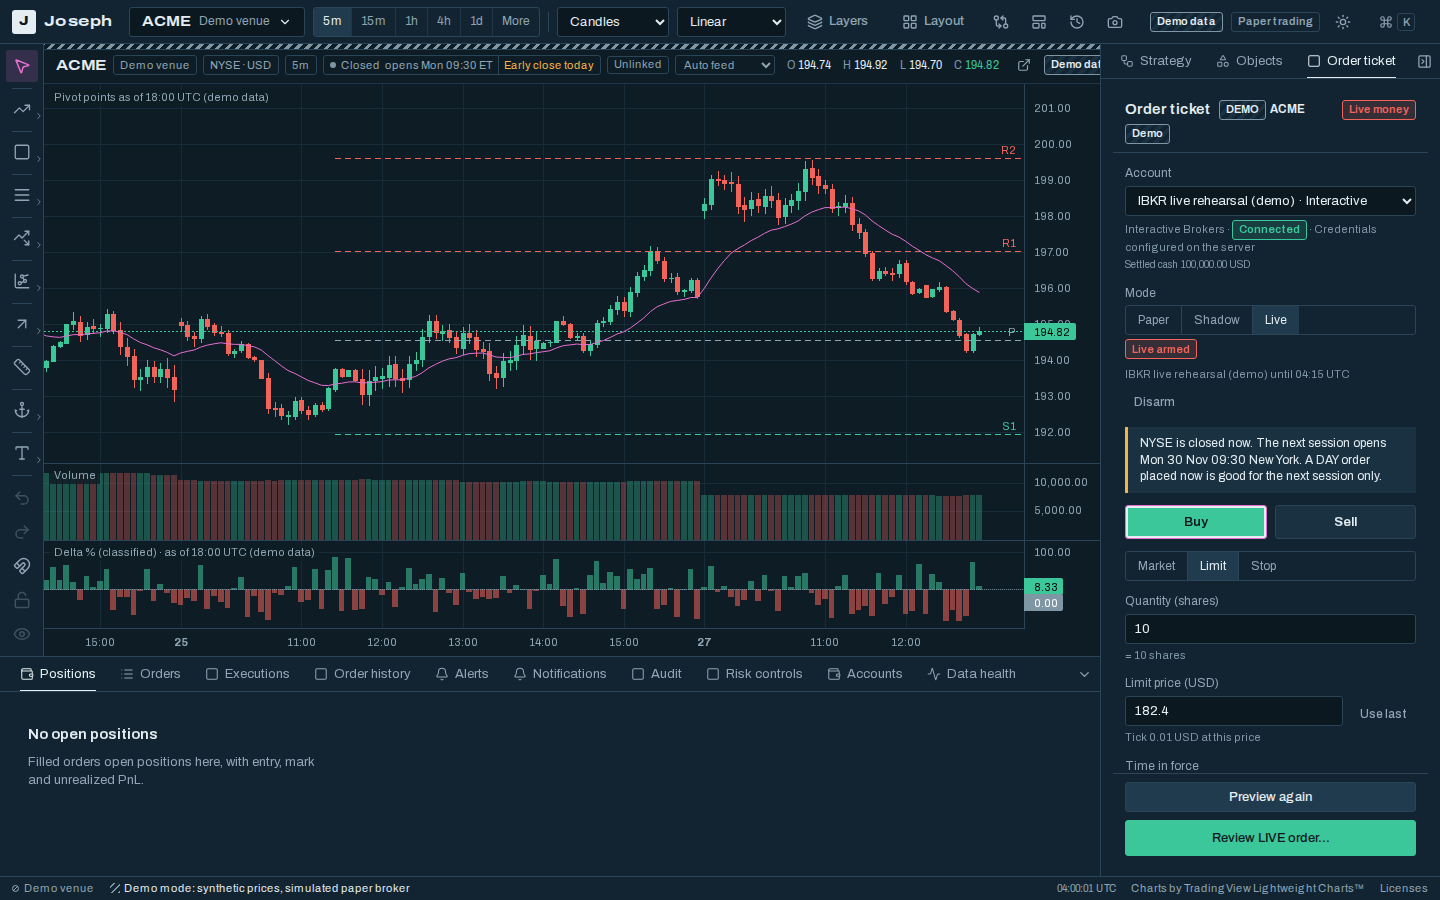 J Joseph ACME Demo venue 5m 15m 1h 4h 1d More Candles Linear Layers Layout Demo data Paper trading ⌘ K
ACME Demo venue NYSE·USD 5m Closed opens Mon 09:30 ET Early close today Unlinked Auto feed O 194.74 H 194.92 L 194.70 C 194.82 Demo dat
Pivot points as of 18:00 UTC (demo data)
R2
R1
P
S1
201.00
200.00
199.00
198.00
197.00
196.00
194.82
194.00
193.00
192.00
Volume
10,000.00
5,000.00
Delta % (classified) · as of 18:00 UTC (demo data)
100.00
8.33
0.00
15:00 25 11:00 12:00 13:00 14:00 15:00 27 11:00 12:00
Positions Orders Executions Order history Alerts Notifications Audit Risk controls Accounts Data health
No open positions
Filled orders open positions here, with entry, mark
and unrealized PnL.
Strategy Objects Order ticket
Order ticket DEMO ACME Live money
Demo
Account
IBKR live rehearsal (demo) · Interactive
Interactive Brokers · Connected · Credentials
configured on the server
Settled cash 100,000.00 USD
Mode
Paper Shadow Live
Live armed
IBKR live rehearsal (demo) until 04:15 UTC
Disarm
NYSE is closed now. The next session opens
Mon 30 Nov 09:30 New York. A DAY order
placed now is good for the next session only.
Buy Sell
Market Limit Stop
Quantity (shares)
10
= 10 shares
Limit price (USD)
182.4 Use last
Tick 0.01 USD at this price
Time in force
Preview again
Review LIVE order...
Demo venue Demo mode: synthetic prices, simulated paper broker 04:00:01 UTC Charts by TradingView Lightweight Charts™ Licenses